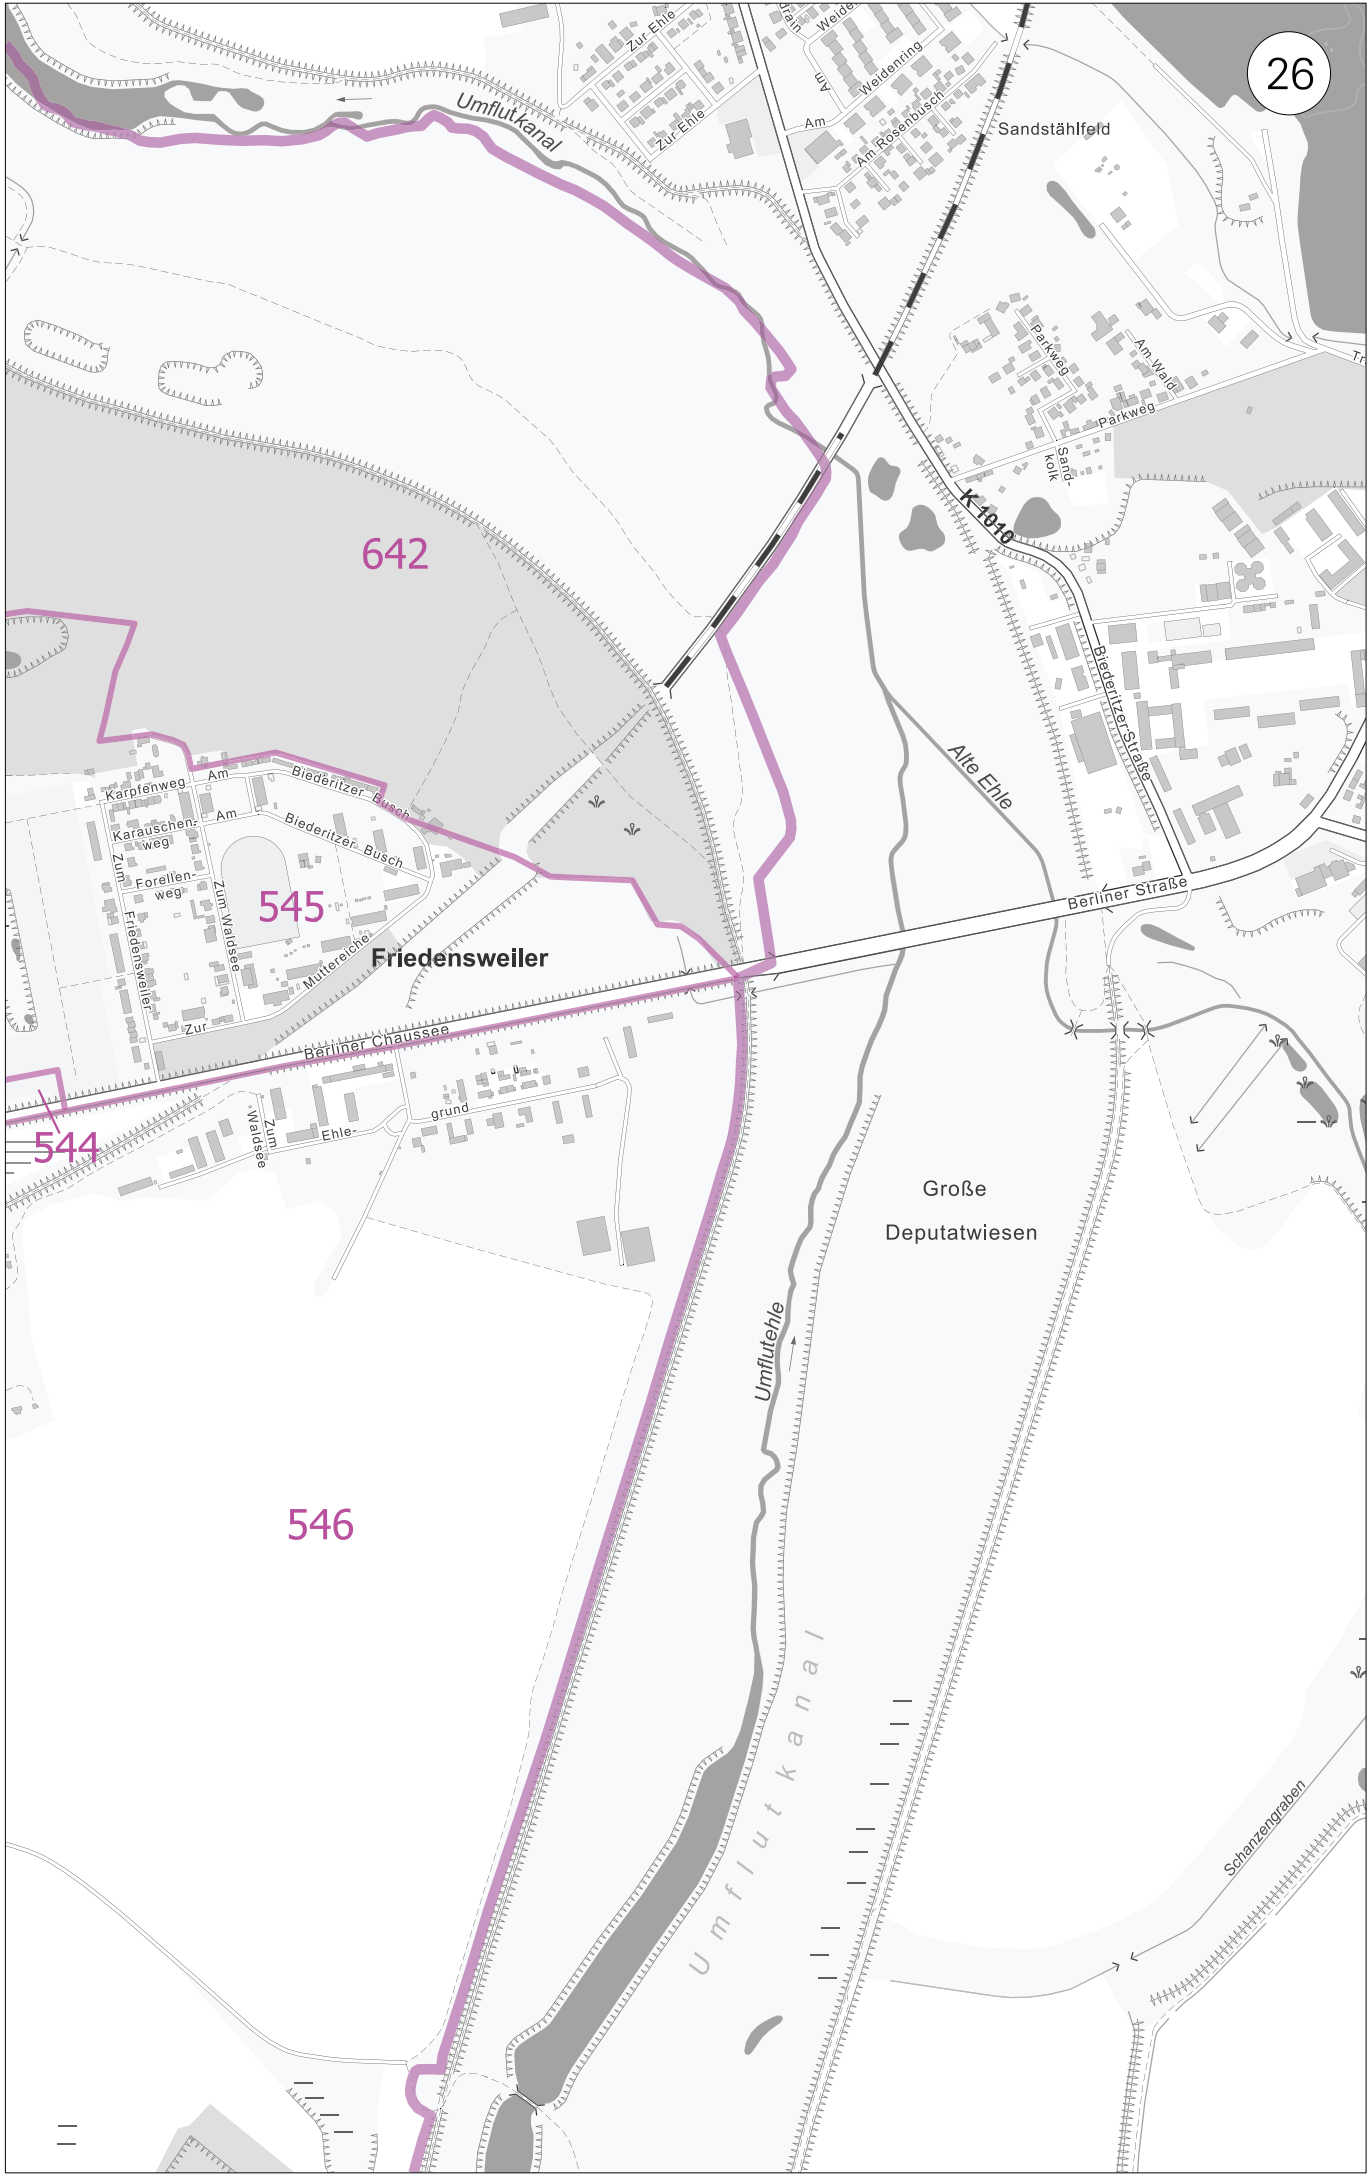 26
Zur Ehle
Weide
drain
Am
Weidenring
Umflutkanal
Zur Ehle
Am
Am Rosenbusch
Sandstählfeld
Parkweg
Am Wald
Tr
Parkweg
Sand-
kolk
K 1010
642
Biederitzer Straße
Alte Ehle
Karpfenweg
Am
Biederitzer Busch
Karauschen-
weg
Am
Biederitzer Busch
Forellen-
weg
Zum
Friedensweiler
Zum Waldsee
545
Muttereiche
Zur
Friedensweiler
Berliner Straße
Berliner Chaussee
544
Zum
Waldsee
Ehle-
grund
Große
Deputatwiesen
Umflutehle
546
Umflutkanal
Schanzengraben